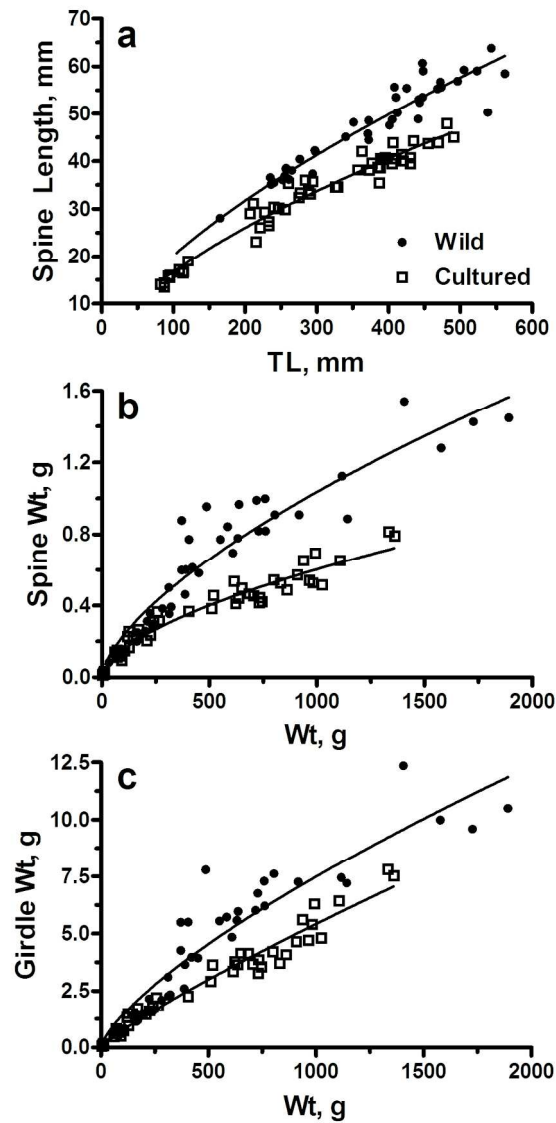 a
70
60
50
40
30
20
10
Spine Length, mm
Wild
Cultured
0 100 200 300 400 500 600
TL, mm
b
1.6
1.2
0.8
0.4
0.0
Spine Wt, g
0 500 1000 1500 2000
Wt, g
c
12.5
10.0
7.5
5.0
2.5
0.0
Girdle Wt, g
0 500 1000 1500 2000
Wt, g